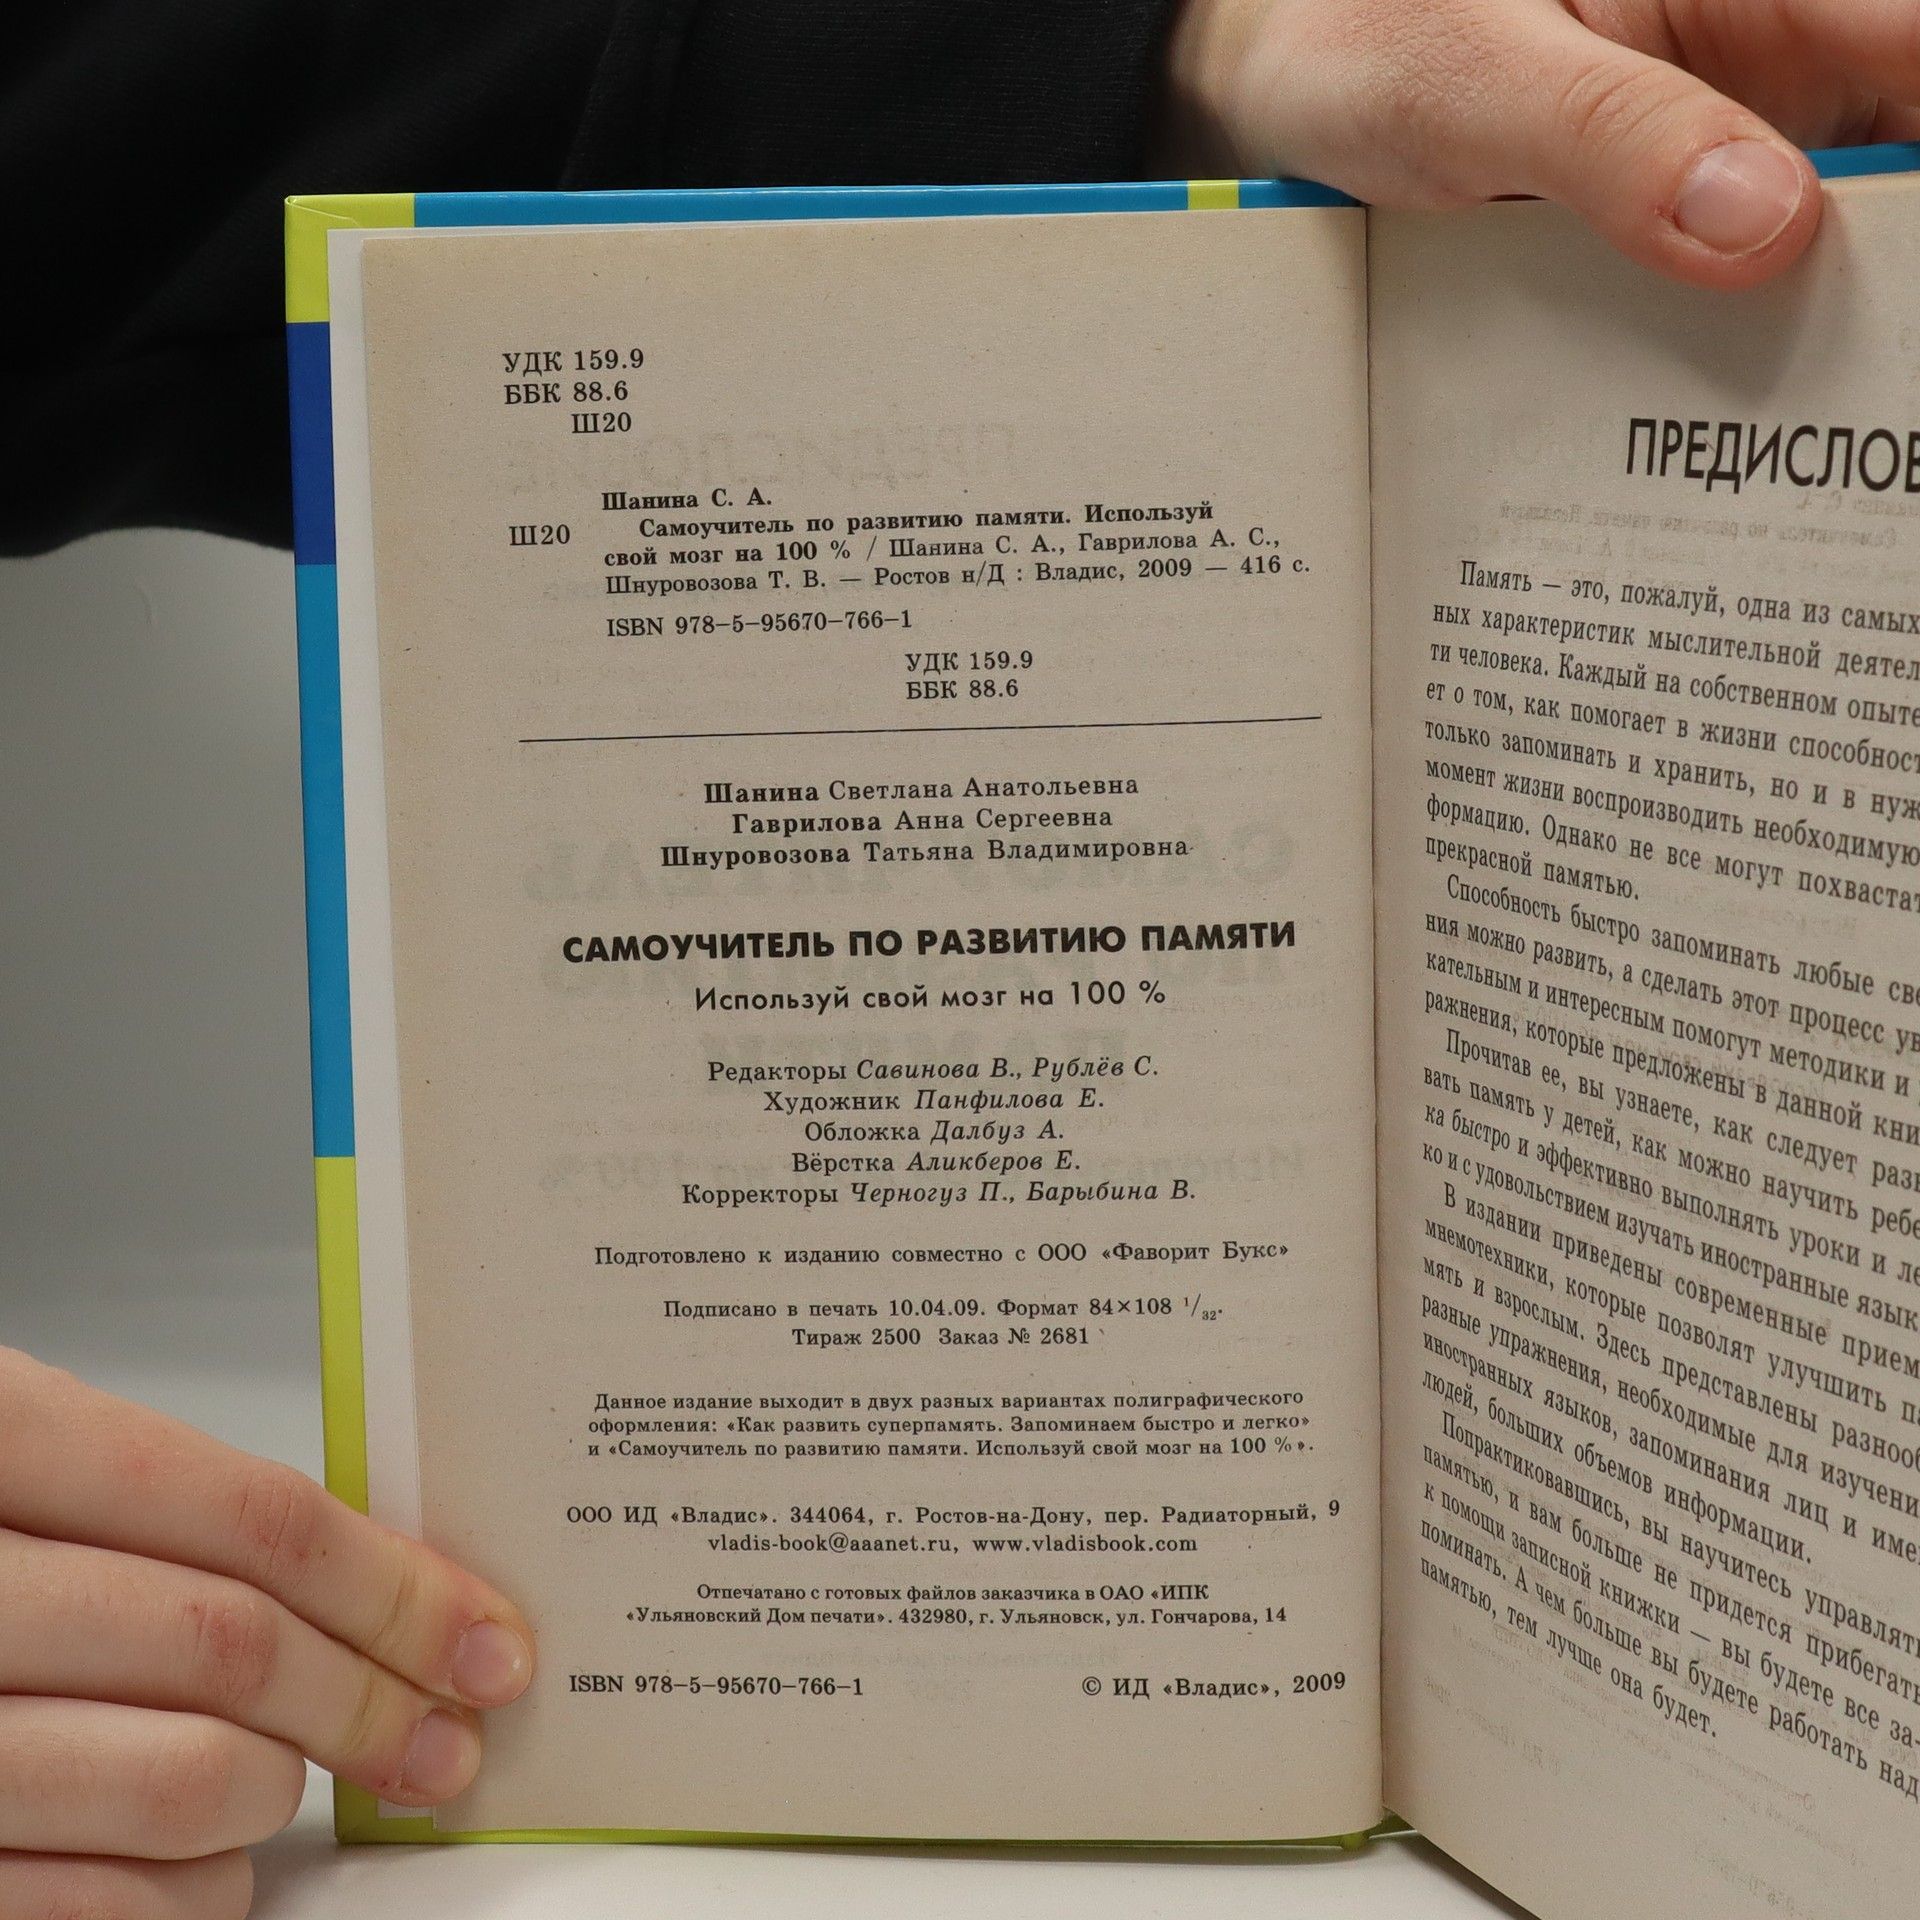 УДК 159.9
ББК 88.6
Ш20
Шанина С. А.
Ш20 Самоучитель по развитию памяти. Используй
свой мозг на 100 % / Шанина С. А., Гаврилова А. С.,
Шнуровозова Т. В. — Ростов н/Д : Владис, 2009 — 416 с.
ISBN 978–5–95670–766–1
УДК 159.9
ББК 88.6
Шанина Светлана Анатольевна
Гаврилова Анна Сергеевна
Шнуровозова Татьяна Владимировна
САМОУЧИТЕЛЬ ПО РАЗВИТИЮ ПАМЯТИ
Используй свой мозг на 100 %
Редакторы Савинова В., Рублёв С.
Художник Панфилова Е.
Обложка Далбуз А.
Вёрстка Аликберов Е.
Корректоры Черногуз П., Барыбина В.
Подготовлено к изданию совместно с ООО «Фаворит Букс»
Подписано в печать 10.04.09. Формат 84×108 1/32.
Тираж 2500 Заказ № 2681
Данное издание выходит в двух разных вариантах полиграфического
оформления: «Как развить суперпамять. Запоминаем быстро и легко»
и «Самоучитель по развитию памяти. Используй свой мозг на 100 %».
ООО ИД «Владис». 344064, г. Ростов-на-Дону, пер. Радиаторный, 9
vladis-book@aaanet.ru, www.vladisbook.com
Отпечатано с готовых файлов заказчика в ОАО «ИПК
«Ульяновский Дом печати». 432980, г. Ульяновск, ул. Гончарова, 14
ISBN 978–5–95670–766–1 © ИД «Владис», 2009
ПРЕДИСЛОВ
Память — это, пожалуй, одна из самых
ных характеристик мыслительной деятел
ти человека. Каждый на собственном опыте
ет о том, как помогает в жизни способност
только запоминать и хранить, но и в нуж
момент жизни воспроизводить необходимую
формацию. Однако не все могут похвастат
прекрасной памятью.
Способность быстро запоминать любые све
ния можно развить, а сделать этот процесс ув
кательным и интересным помогут методики и
ражнения, которые предложены в данной кни
Прочитав ее, вы узнаете, как следует разв
вать память у детей, как можно научить ребе
ка быстро и эффективно выполнять уроки и ле
ко и с удовольствием изучать иностранные язык
В издании приведены современные прием
мнемотехники, которые позволят улучшить па
мять и взрослым. Здесь представлены разнооб
разные упражнения, необходимые для изучени
иностранных языков, запоминания лиц и име
людей, больших объемов информации.
Попрактиковавшись, вы научитесь управлять
памятью, и вам больше не придется прибегать
к помощи записной книжки — вы будете все за-
поминать. А чем больше вы будете работать над
памятью, тем лучше она будет.